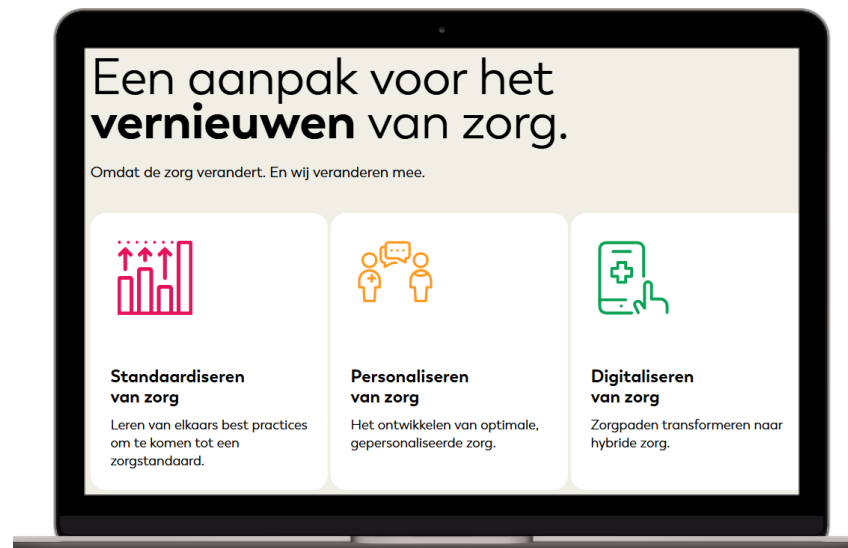 Een aanpak voor het
vernieuwen van zorg.
Omdat de zorg verandert. En wij veranderen mee.
Standaardiseren
van zorg
Leren van elkaars best practices
om te komen tot een
zorgstandaard.
Personaliseren
van zorg
Het ontwikkelen van optimale,
gepersonaliseerde zorg.
Digitaliseren
van zorg
Zorgpaden transformeren naar
hybride zorg.